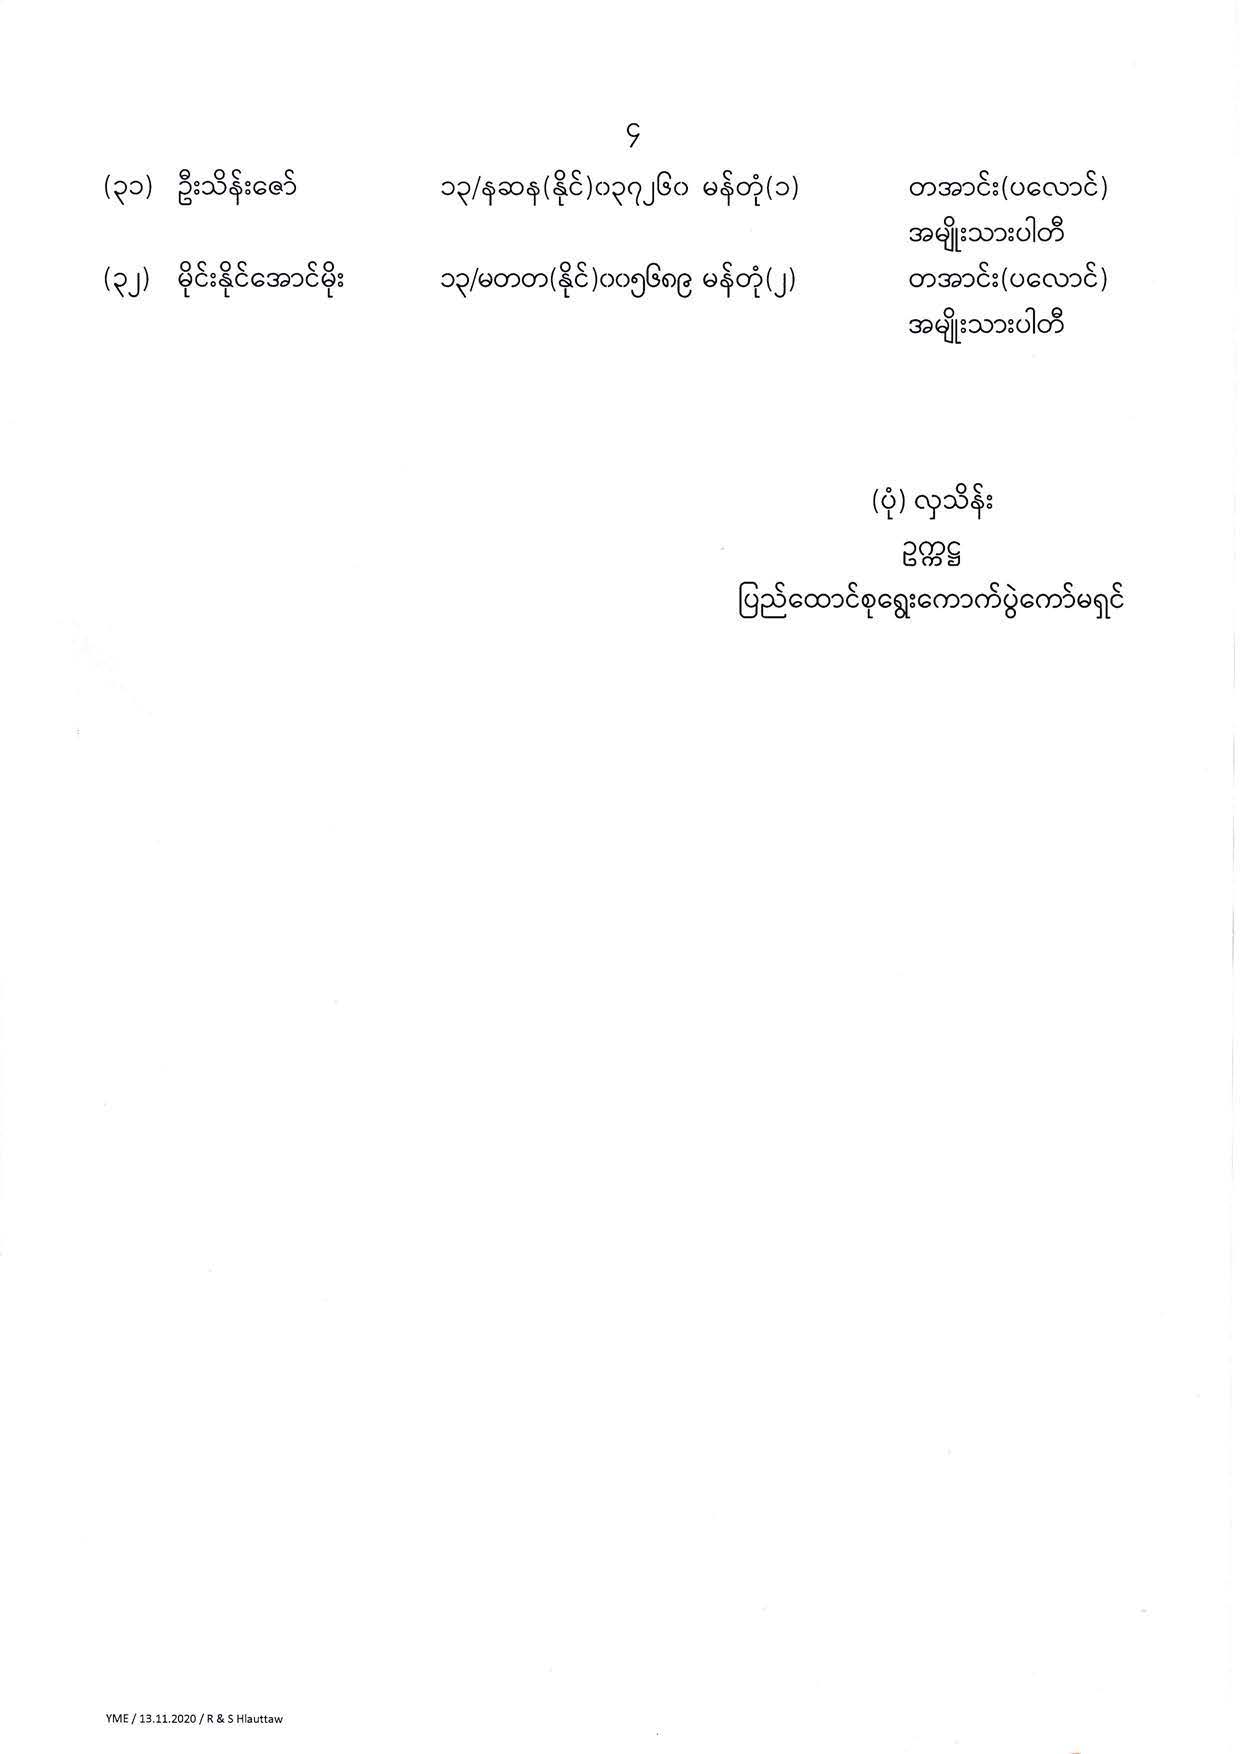 ၄
(၃၁) ဦးသိန်းဇော် ၁၃/နဆန(နိုင်)၀၃၇၂၆၀ မန်တုံ(၁) တအာင်း(ပလောင်)
အမျိုးသားပါတီ
(၃၂) မိုင်းနိုင်အောင်မိုး ၁၃/မတတ(နိုင်)၀၀၅၆၈၉ မန်တုံ(၂) တအာင်း(ပလောင်)
အမျိုးသားပါတီ
(ပုံ) လှသိန်း
ဥက္ကဋ္ဌ
ပြည်ထောင်စုရွေးကောက်ပွဲကော်မရှင်
YME / 13.11.2020 / R & S Hlauttaw